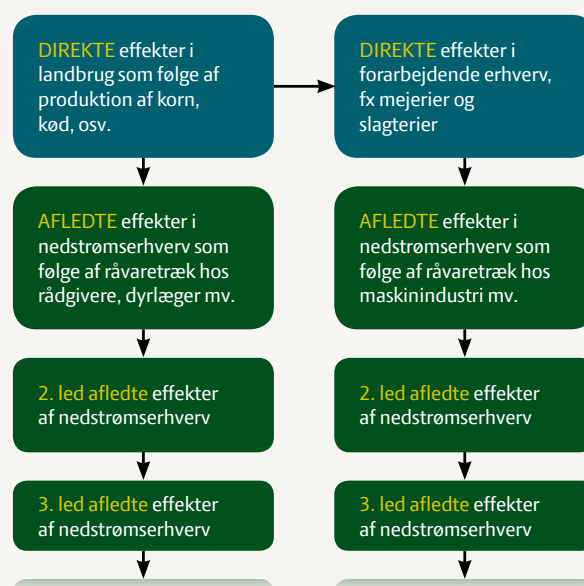 DIREKTE effekter i
landbrug som følge af
produktion af korn,
kød, osv.
DIREKTE effekter i
forarbejdende erhverv,
fx mejerier og
slagterier
AFLEDTE effekter i
nedstrømserhverv som
følge af råvaretræk hos
rådgivere, dyrlæger mv.
AFLEDTE effekter i
nedstrømserhverv som
følge af råvaretræk hos
maskinindustri mv.
2. led afledte effekter
af nedstrømserhverv
2. led afledte effekter
af nedstrømserhverv
3. led afledte effekter
af nedstrømserhverv
3. led afledte effekter
af nedstrømserhverv